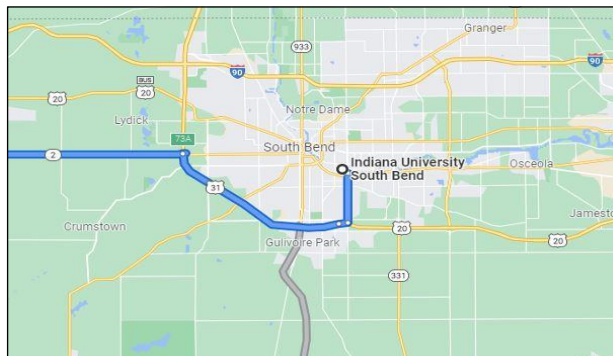 Granger
933
90
90
BUS
20
20
Notre Dame
Lydick
73A
South Bend
2
Indiana University
South Bend
Osceola
31
Crumstown
20
Jamesto
Gulivoire Park
20
331